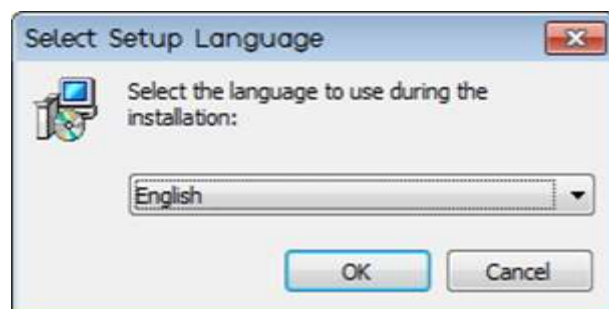 Select Setup Language
Select the language to use during the
installation:
English
OK
Cancel